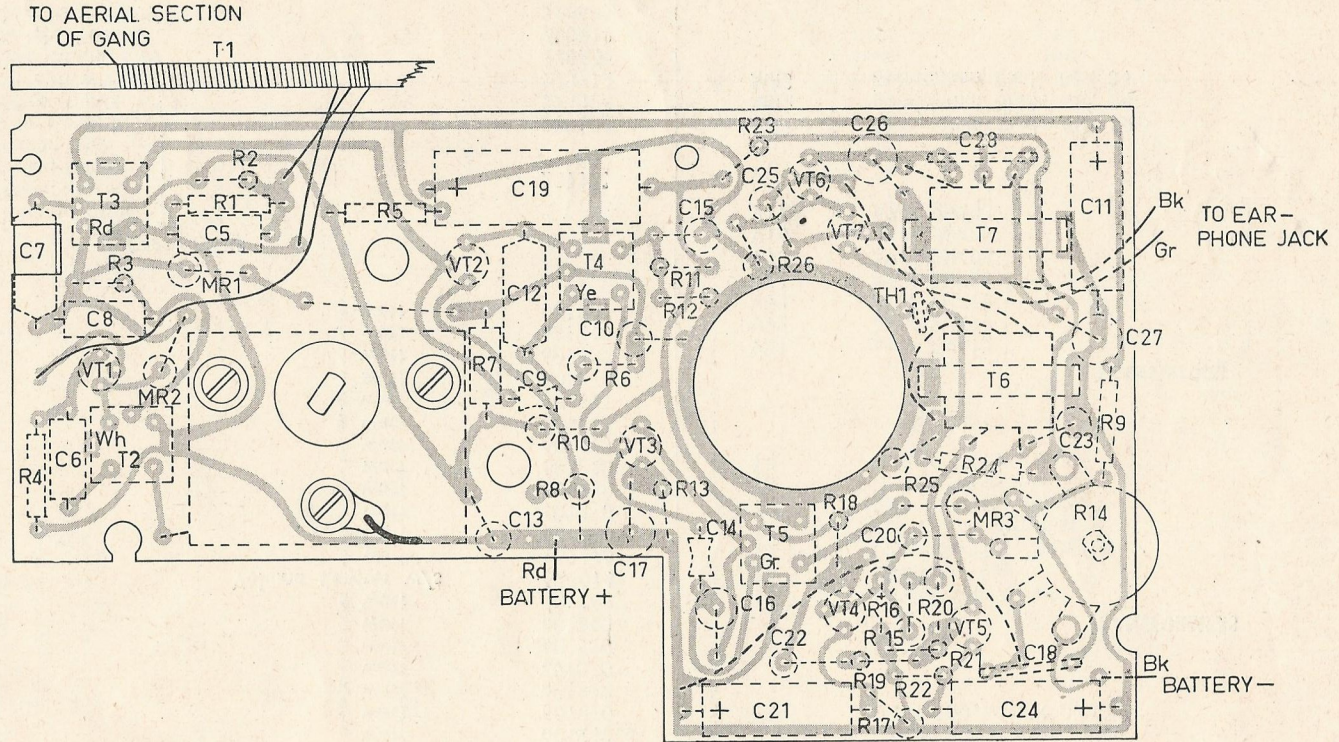 TO AERIAL SECTION
OF GANG
T1
R23
C26
C28
R2
C19
C25
VT6
T3
R1
R5
C15
C11
Bk
TO EAR-
PHONE JACK
Rd
C5
VT7
T7
Gr
C7
R3
MR1
VT2
T4
R11
R26
C12
Ye
R12
TH1
C8
C10
C27
VT1
R7
R6
T6
MR2
C9
Wh
R10
VT3
C23
R9
R4
C6
T2
R24
R25
R8
R13
R18
MR3
R14
C13
C14
T5
C20
C17
Gr
Rd
BATTERY +
C16
VT4
R16
R20
VT5
R15
C22
R21
C18
Bk
BATTERY -
R19
R22
+ C21
C24 +
R17